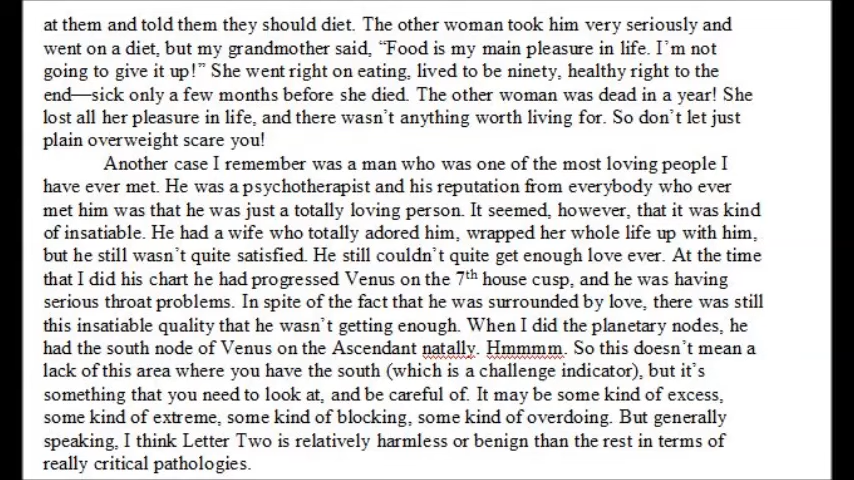 at them and told them they should diet. The other woman took him very seriously and
went on a diet, but my grandmother said, “Food is my main pleasure in life. I’m not
going to give it up!” She went right on eating, lived to be ninety, healthy right to the
end—sick only a few months before she died. The other woman was dead in a year! She
lost all her pleasure in life, and there wasn’t anything worth living for. So don’t let just
plain overweight scare you!
Another case I remember was a man who was one of the most loving people I
have ever met. He was a psychotherapist and his reputation from everybody who ever
met him was that he was just a totally loving person. It seemed, however, that it was kind
of insatiable. He had a wife who totally adored him, wrapped her whole life up with him,
but he still wasn’t quite satisfied. He still couldn’t quite get enough love ever. At the time
that I did his chart he had progressed Venus on the 7th house cusp, and he was having
serious throat problems. In spite of the fact that he was surrounded by love, there was still
this insatiable quality that he wasn’t getting enough. When I did the planetary nodes, he
had the south node of Venus on the Ascendant natally. Hmmmm. So this doesn’t mean a
lack of this area where you have the south (which is a challenge indicator), but it’s
something that you need to look at, and be careful of. It may be some kind of excess,
some kind of extreme, some kind of blocking, some kind of overdoing. But generally
speaking, I think Letter Two is relatively harmless or benign than the rest in terms of
really critical pathologies.